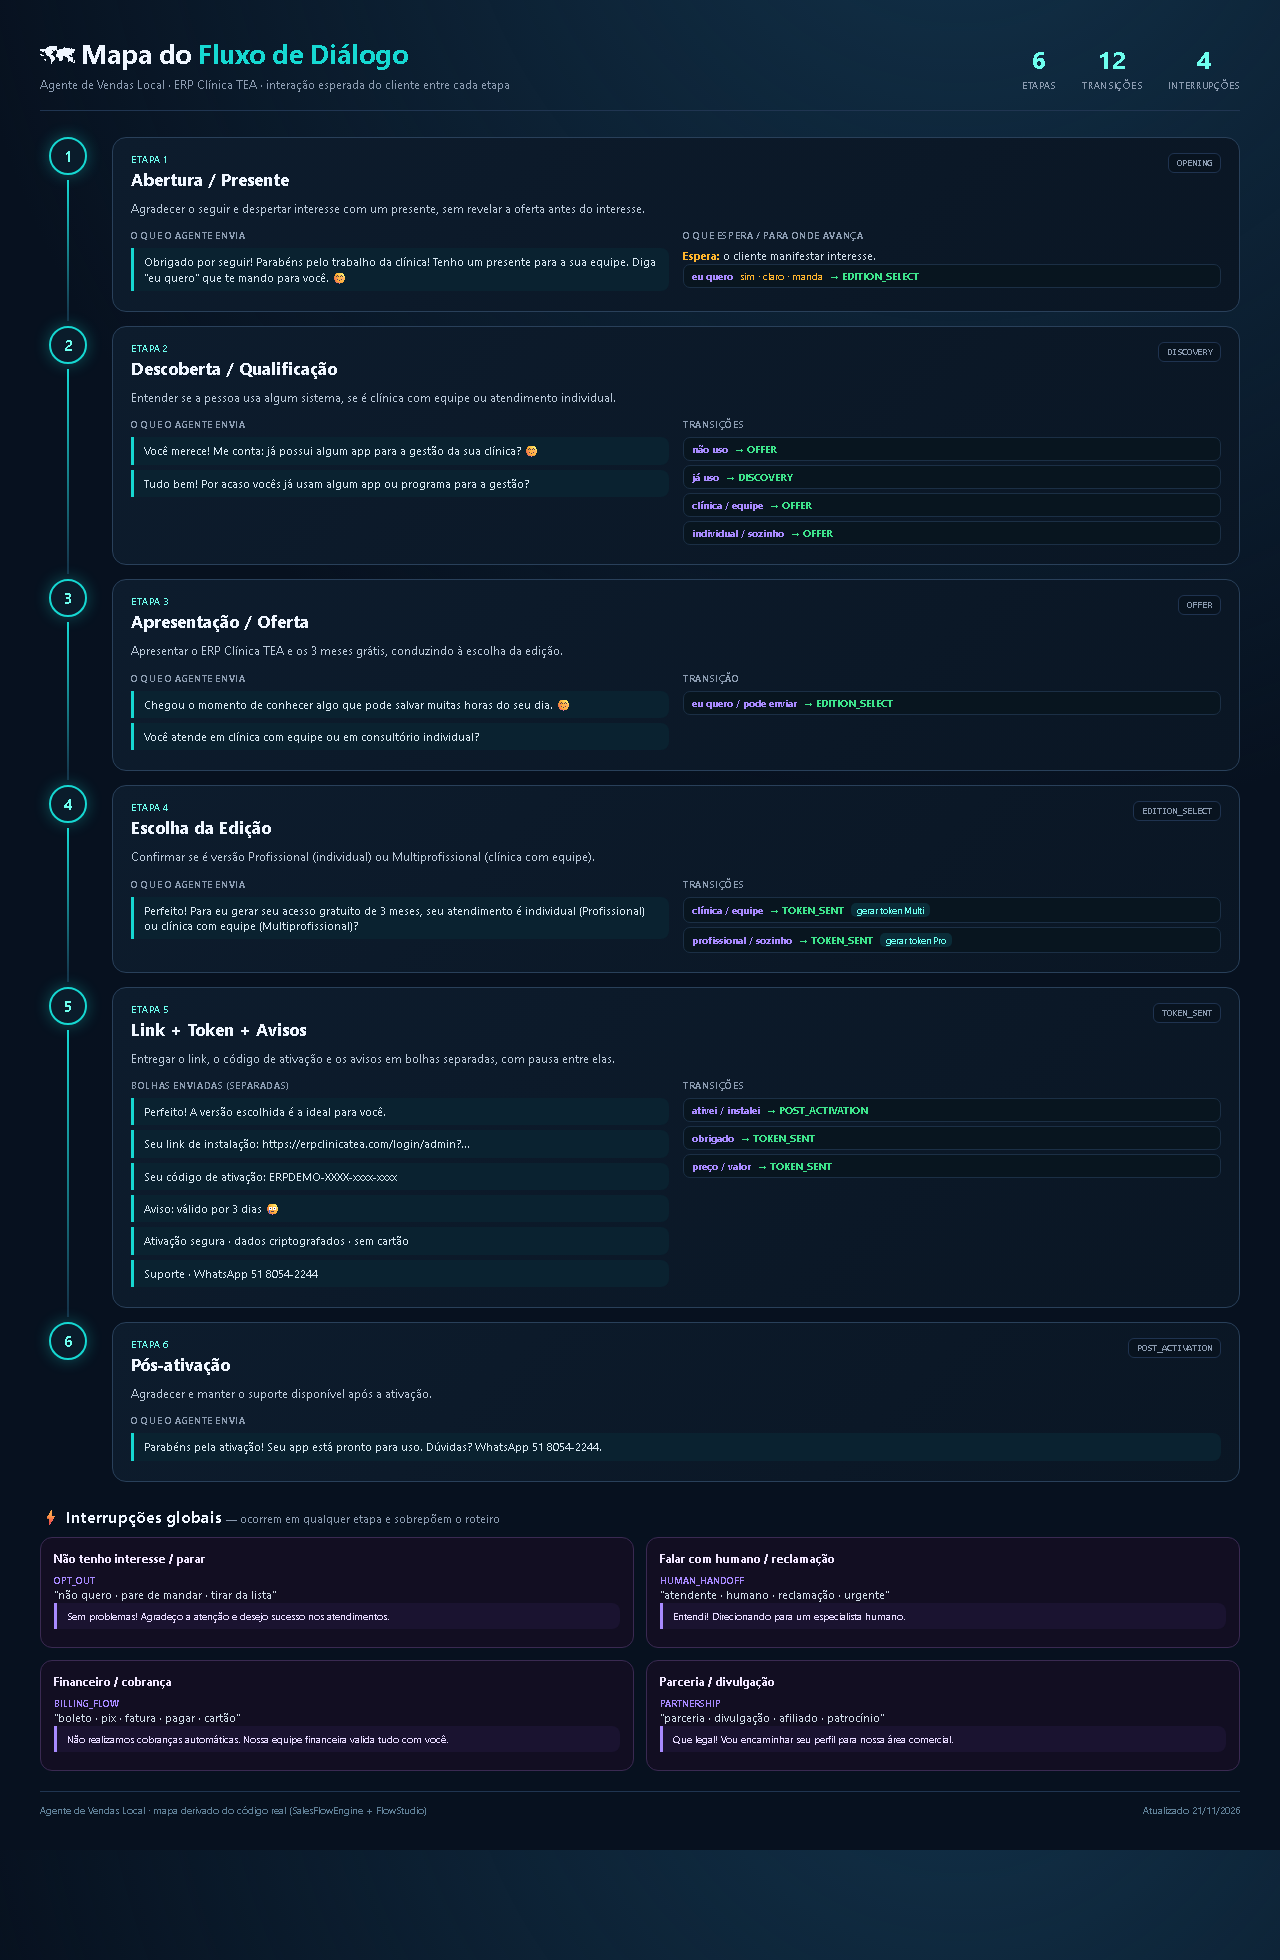 🗺 Mapa do Fluxo de Diálogo
Agente de Vendas Local · ERP Clínica TEA · interação esperada do cliente entre cada etapa
6
ETAPAS
12
TRANSIÇÕES
4
INTERRUPÇÕES
1
ETAPA 1
OPENING
Abertura / Presente
Agradecer o seguir e despertar interesse com um presente, sem revelar a oferta antes do interesse.
O QUE O AGENTE ENVIA
Obrigado por seguir! Parabéns pelo trabalho da clínica! Tenho um presente para a sua equipe. Diga
"eu quero" que te mando para você. 😊
O QUE ESPERA / PARA ONDE AVANÇA
Espera: o cliente manifestar interesse.
eu quero sim · claro · manda → EDITION_SELECT
2
ETAPA 2
DISCOVERY
Descoberta / Qualificação
Entender se a pessoa usa algum sistema, se é clínica com equipe ou atendimento individual.
O QUE O AGENTE ENVIA
Você merece! Me conta: já possui algum app para a gestão da sua clínica? 😊
Tudo bem! Por acaso vocês já usam algum app ou programa para a gestão?
TRANSIÇÕES
não uso → OFFER
já uso → DISCOVERY
clínica / equipe → OFFER
individual / sozinho → OFFER
3
ETAPA 3
OFFER
Apresentação / Oferta
Apresentar o ERP Clínica TEA e os 3 meses grátis, conduzindo à escolha da edição.
O QUE O AGENTE ENVIA
Chegou o momento de conhecer algo que pode salvar muitas horas do seu dia. 😊
Você atende em clínica com equipe ou em consultório individual?
TRANSIÇÃO
eu quero / pode enviar → EDITION_SELECT
4
ETAPA 4
EDITION_SELECT
Escolha da Edição
Confirmar se é versão Profissional (individual) ou Multiprofissional (clínica com equipe).
O QUE O AGENTE ENVIA
Perfeito! Para eu gerar seu acesso gratuito de 3 meses, seu atendimento é individual (Profissional)
ou clínica com equipe (Multiprofissional)?
TRANSIÇÕES
clínica / equipe → TOKEN_SENT gerar token Multi
profissional / sozinho → TOKEN_SENT gerar token Pro
5
ETAPA 5
TOKEN_SENT
Link + Token + Avisos
Entregar o link, o código de ativação e os avisos em bolhas separadas, com pausa entre elas.
BOLHAS ENVIADAS (SEPARADAS)
Perfeito! A versão escolhida é a ideal para você.
Seu link de instalação: https://erpclinicatea.com/login/admin?...
Seu código de ativação: ERPDEMO-XXXX-xxxx-xxxx
Aviso: válido por 3 dias
Ativação segura · dados criptografados · sem cartão
Suporte · WhatsApp 51 8054-2244
TRANSIÇÕES
ativei / instalei → POST_ACTIVATION
obrigado → TOKEN_SENT
preço / valor → TOKEN_SENT
6
ETAPA 6
POST_ACTIVATION
Pós-ativação
Agradecer e manter o suporte disponível após a ativação.
O QUE O AGENTE ENVIA
Parabéns pela ativação! Seu app está pronto para uso. Dúvidas? WhatsApp 51 8054-2244.
⚡ Interrupções globais — ocorrem em qualquer etapa e sobrepõem o roteiro
Não tenho interesse / parar
OPT_OUT
"não quero · pare de mandar · tirar da lista"
Sem problemas! Agradeço a atenção e desejo sucesso nos atendimentos.
Falar com humano / reclamação
HUMAN_HANDOFF
"atendente · humano · reclamação · urgente"
Entendi! Direcionando para um especialista humano.
Financeiro / cobrança
BILLING_FLOW
"boleto · pix · fatura · pagar · cartão"
Não realizamos cobranças automáticas. Nossa equipe financeira valida tudo com você.
Parceria / divulgação
PARTNERSHIP
"parceria · divulgação · afiliado · patrocínio"
Que legal! Vou encaminhar seu perfil para nossa área comercial.
Agente de Vendas Local · mapa derivado do código real (SalesFlowEngine + FlowStudio)
Atualizado 21/11/2026